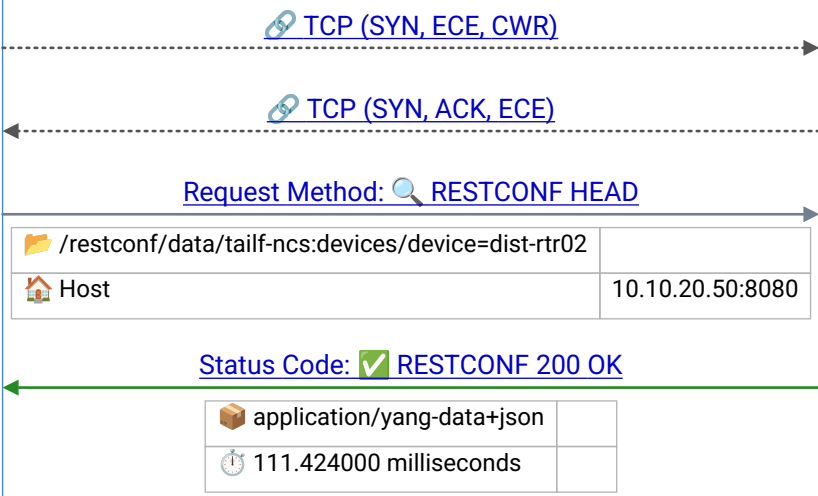 🔗 TCP (SYN, ECE, CWR)
🔗 TCP (SYN, ACK, ECE)
Request Method: 🔍 RESTCONF HEAD
📂 /restconf/data/tailf-ncs:devices/device=dist-rtr02
🏠 Host 10.10.20.50:8080
Status Code: ✅ RESTCONF 200 OK
📦 application/yang-data+json
⏱ 111.424000 milliseconds